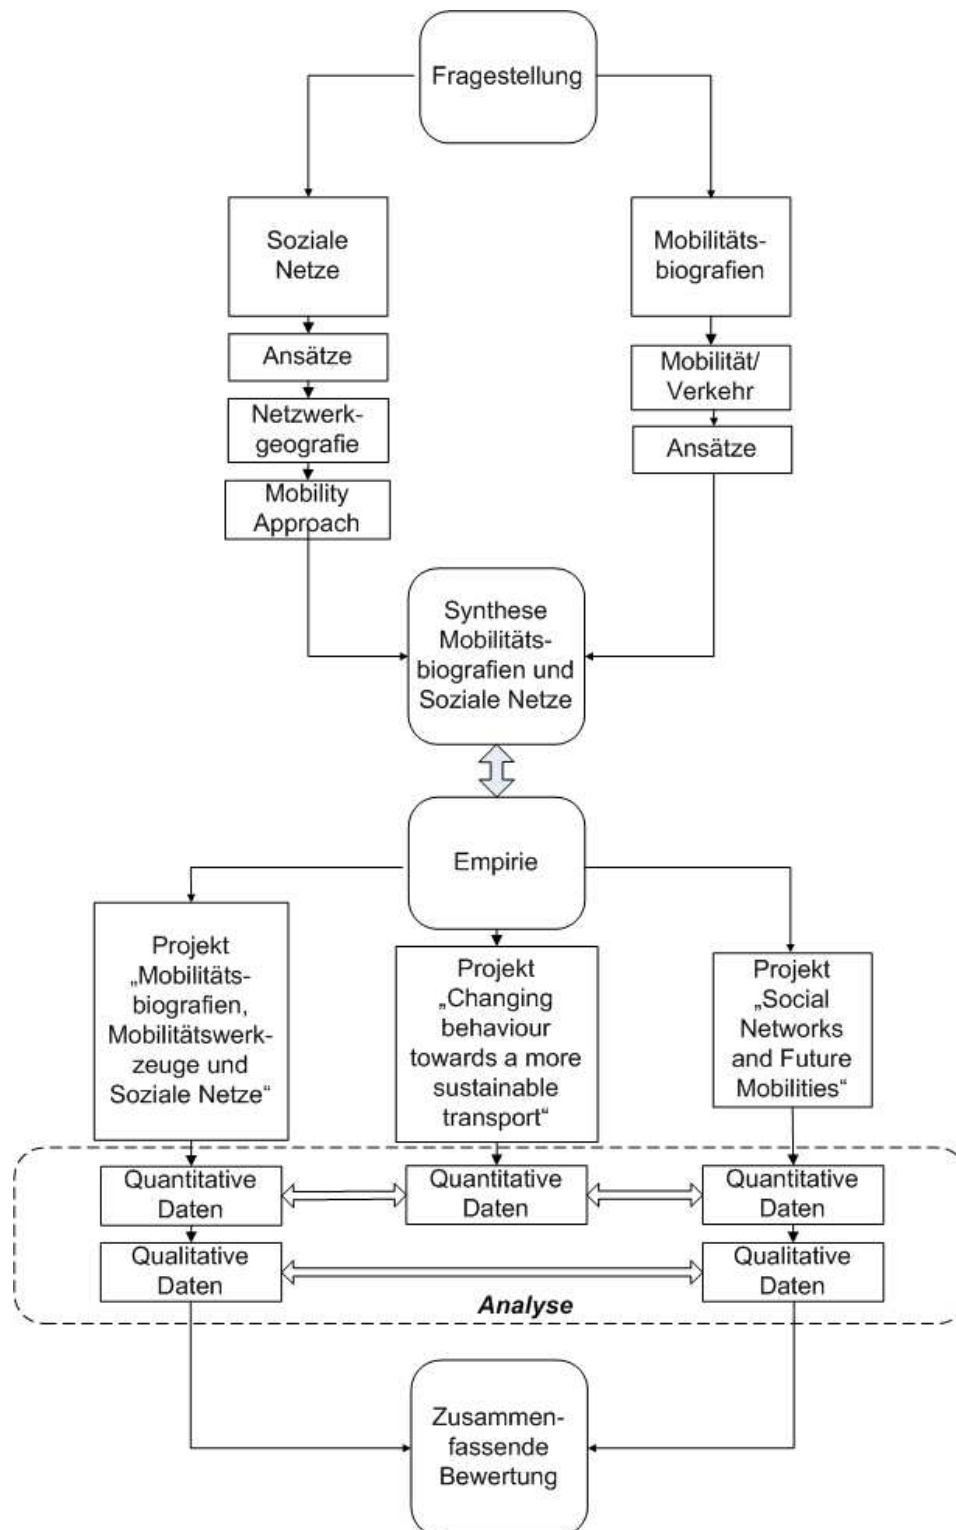 Fragestellung
Soziale
Netze
Ansätze
Netzwerk-
geografie
Mobility
Approach
Mobilitäts-
biografien
Mobilität/
Verkehr
Ansätze
Synthese
Mobilitäts-
biografien und
Soziale Netze
Empirie
Projekt
„Mobilitäts-
biografien,
Mobilitätswerk-
zeuge und
Soziale Netze“
Projekt
„Changing
behaviour
towards a more
sustainable
transport“
Projekt
„Social
Networks
and Future
Mobilities“
Quantitative
Daten
Quantitative
Daten
Quantitative
Daten
Qualitative
Daten
Qualitative
Daten
Analyse
Zusammen-
fassende
Bewertung